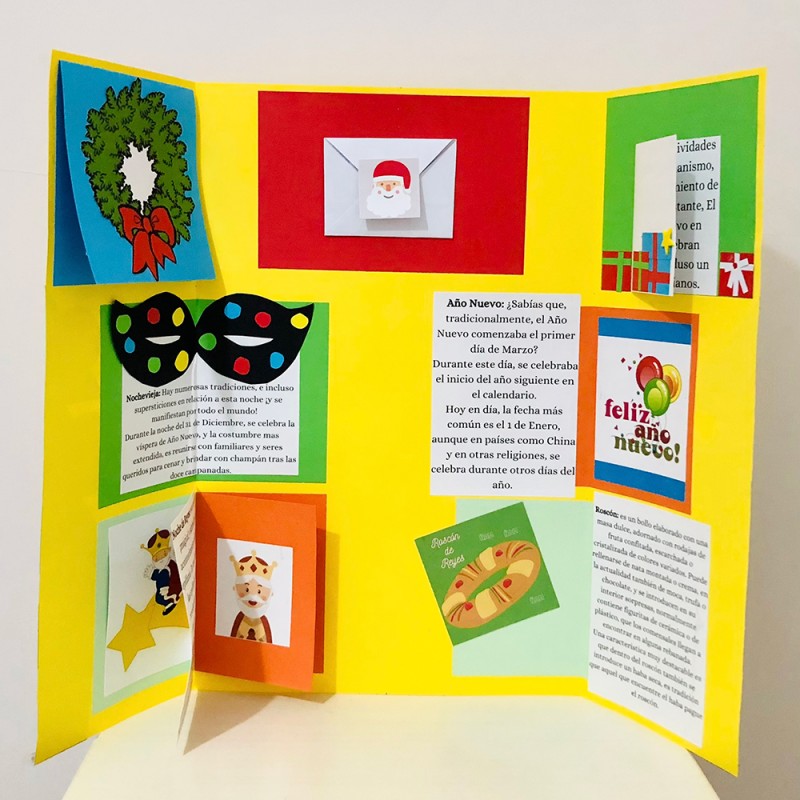 ividades
anismo,
niento de
tante, El
vo en
ebran
luso un
ianos.
Nochevieja: Hay numerosas tradiciones, e incluso
supersticiones en relación a esta noche ¡y se
manifiestan por todo el mundo!
Durante la noche del 31 de Diciembre, se celebra la
víspera de Año Nuevo, y la costumbre mas
extendida, es reunirse con familiares y seres
queridos para cenar y brindar con champán tras las
doce campanadas.
Año Nuevo: ¿Sabías que,
tradicionalmente, el Año
Nuevo comenzaba el primer
día de Marzo?
Durante este día, se celebraba
el inicio del año siguiente en
el calendario.
Hoy en día, la fecha más
común es el 1 de Enero,
aunque en países como China
y en otras religiones, se
celebra durante otros días del
año.
feliz
año
nuevo!
Noche de
Roscón
de
Reyes
Roscón: es un bollo elaborado con una
masa dulce, adornado con rodajas de
fruta confitada, escarchada o
cristalizada de colores variados. Puede
rellenarse de nata montada o crema, en
la actualidad también de moca, trufa o
chocolate, y se introducen en su
interior sorpresas, normalmente
contiene figuritas de cerámica o de
plástico, que los comensales llegan a
encontrar en alguna rebanada.
Una característica muy destacable es
que dentro del roscón también se
introduce un haba seca, es tradición
que aquel que encuentre el haba pague
el roscón.